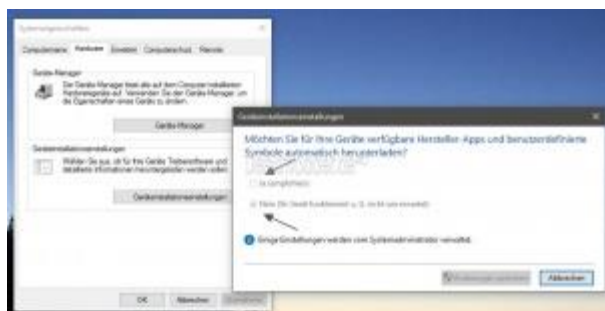 Systemeigenschaften
Computername Hardware Erweitert Computerschutz Remote
Geräte-Manager
Der Geräte-Manager listet alle auf dem Computer installierten
Hardwaregeräte auf. Verwenden Sie den Geräte-Manager, um
die Eigenschaften eines Geräts zu ändern.
Geräte-Manager
Geräteinstallationseinstellungen
Wählen Sie aus, ob für Ihre Geräte Treibersoftware und
detaillierte Informationen heruntergeladen werden sollen.
Geräteinstallationseinstellungen
OK Abbrechen
Geräteinstallationseinstellungen
Möchten Sie für Ihre Geräte verfügbare Hersteller-Apps und benutzerdefinierte
Symbole automatisch herunterladen?
Ja (empfohlen)
Nein (Ihr Gerät funktioniert u. U. nicht wie erwartet)
Einige Einstellungen werden vom Systemadministrator verwaltet.
Abbrechen